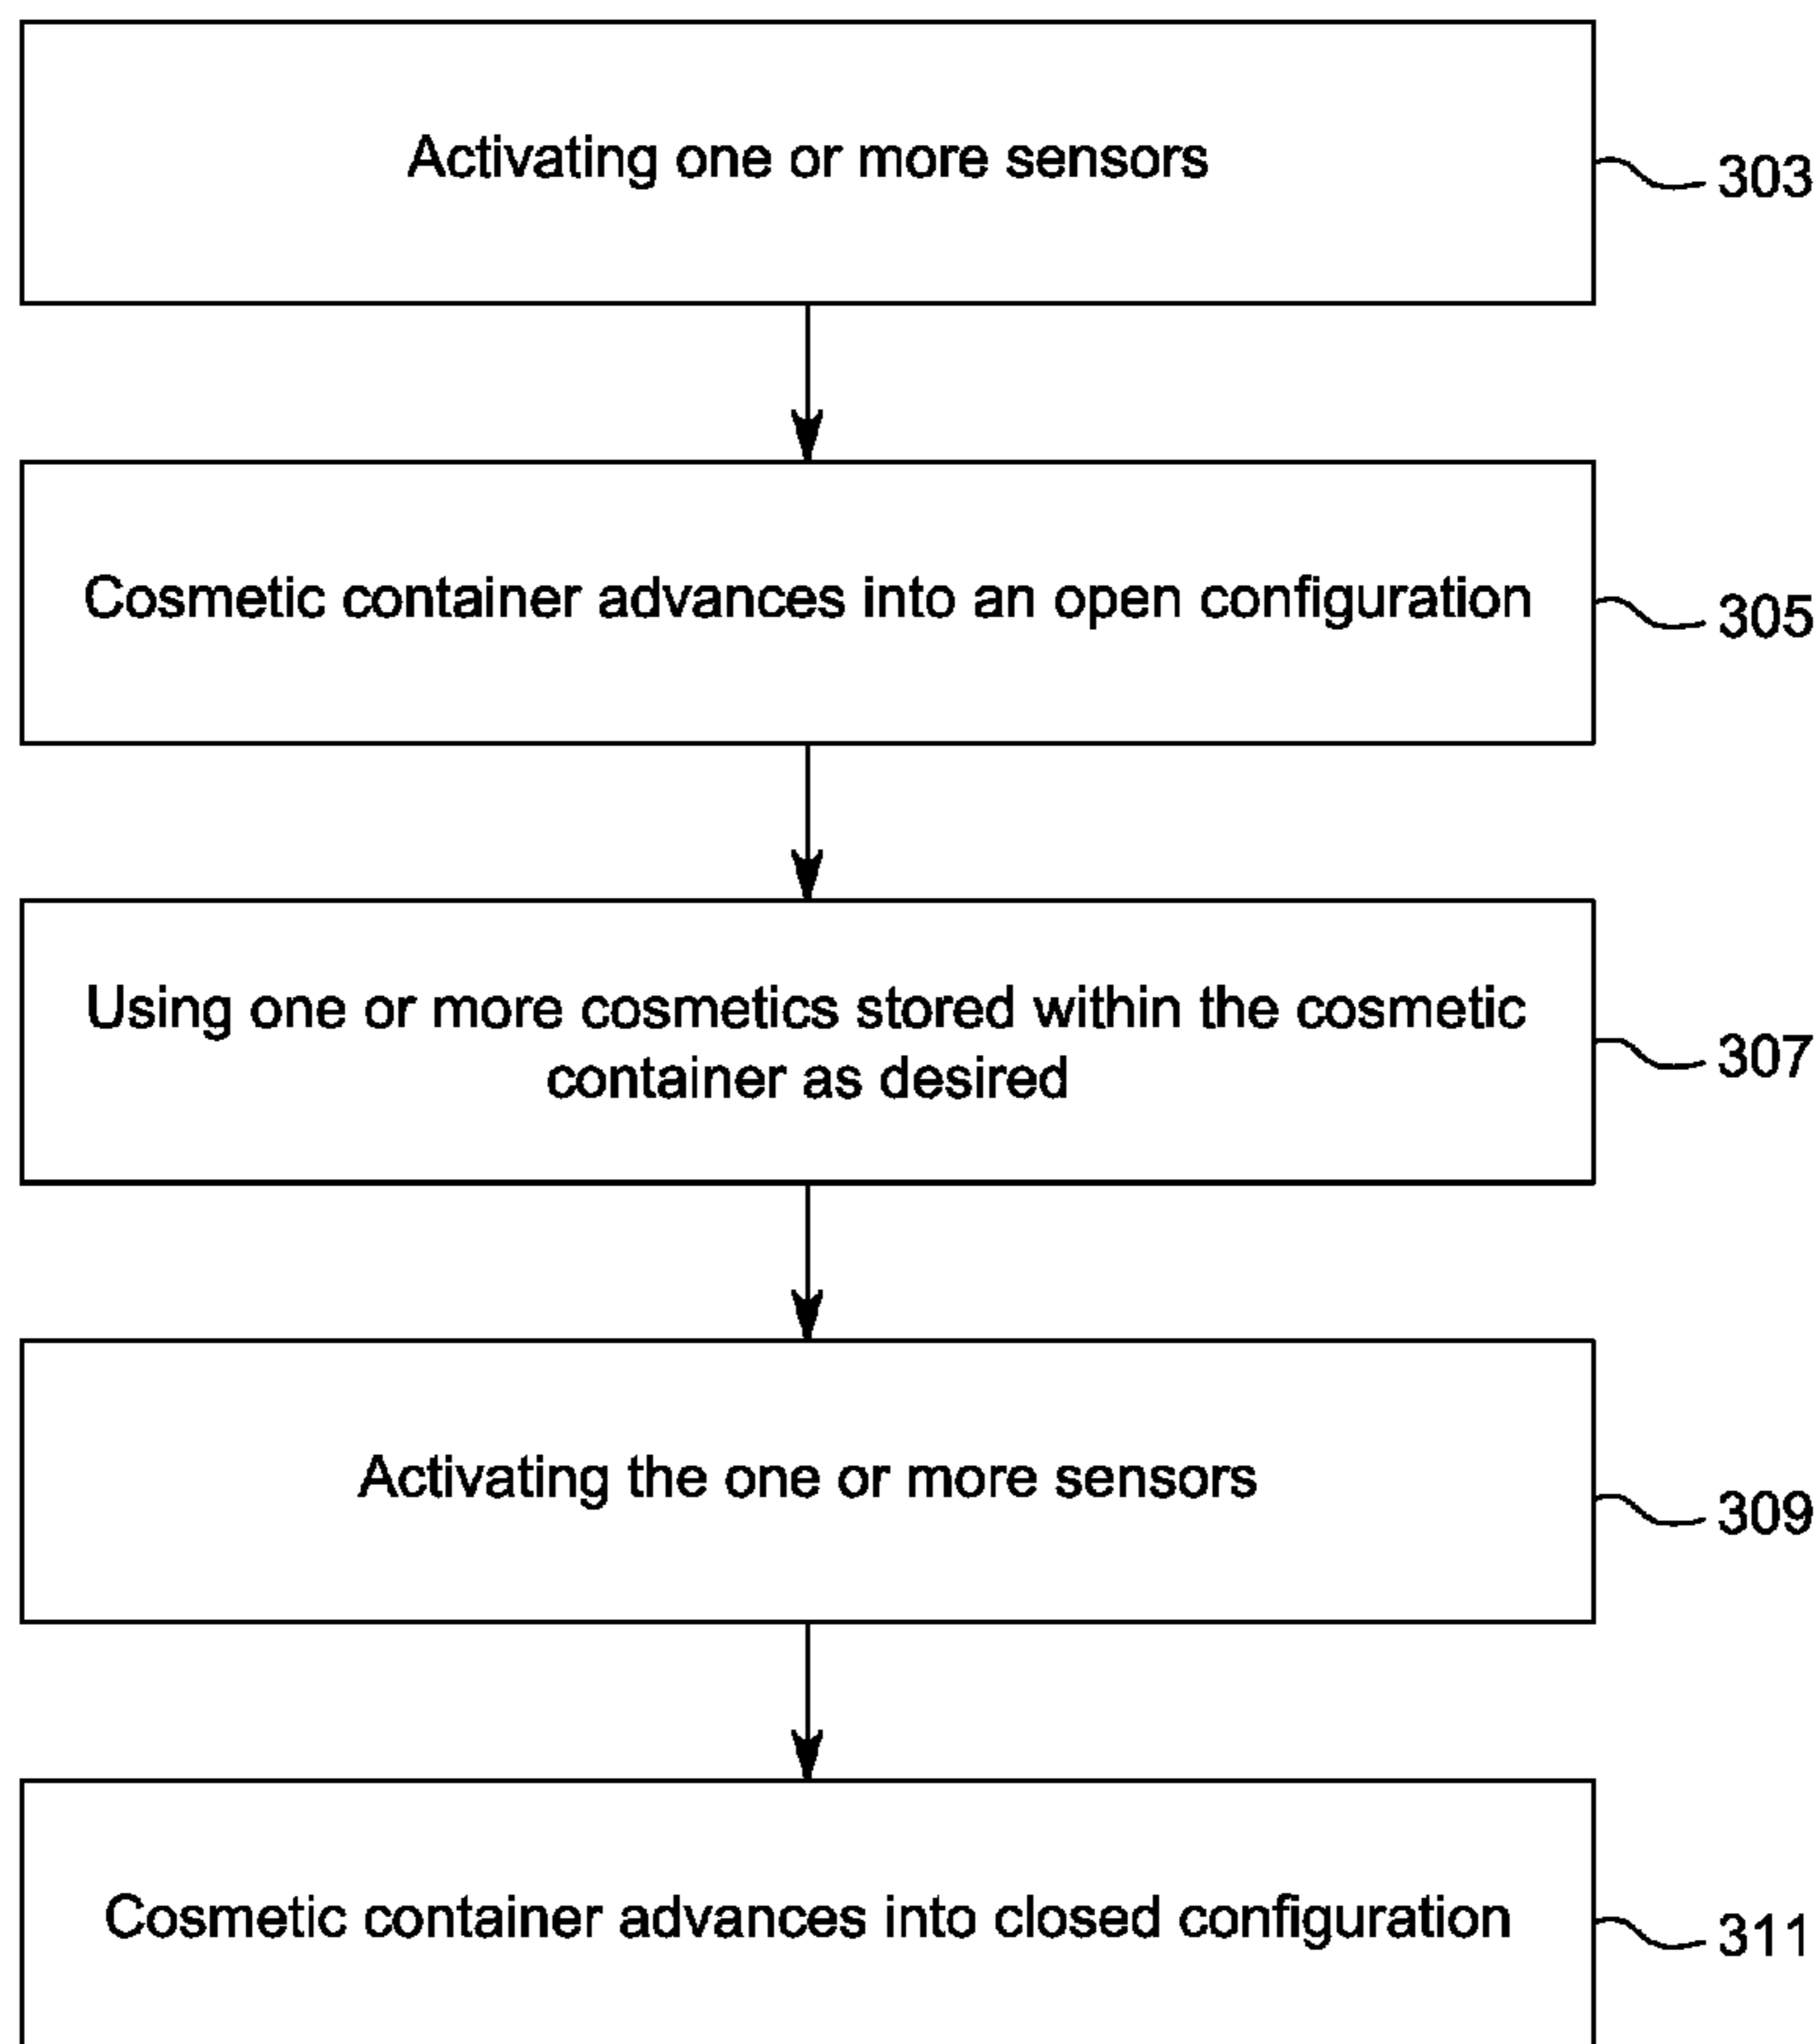 Activating one or more sensors
303
Cosmetic container advances into an open configuration
305
Using one or more cosmetics stored within the cosmetic
container as desired
307
Activating the one or more sensors
309
Cosmetic container advances into closed configuration
311